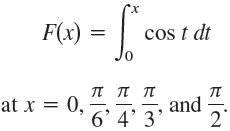 F(x) = ∫₀ˣ cos t dt
at x = 0, π/6, π/4, π/3, and π/2.